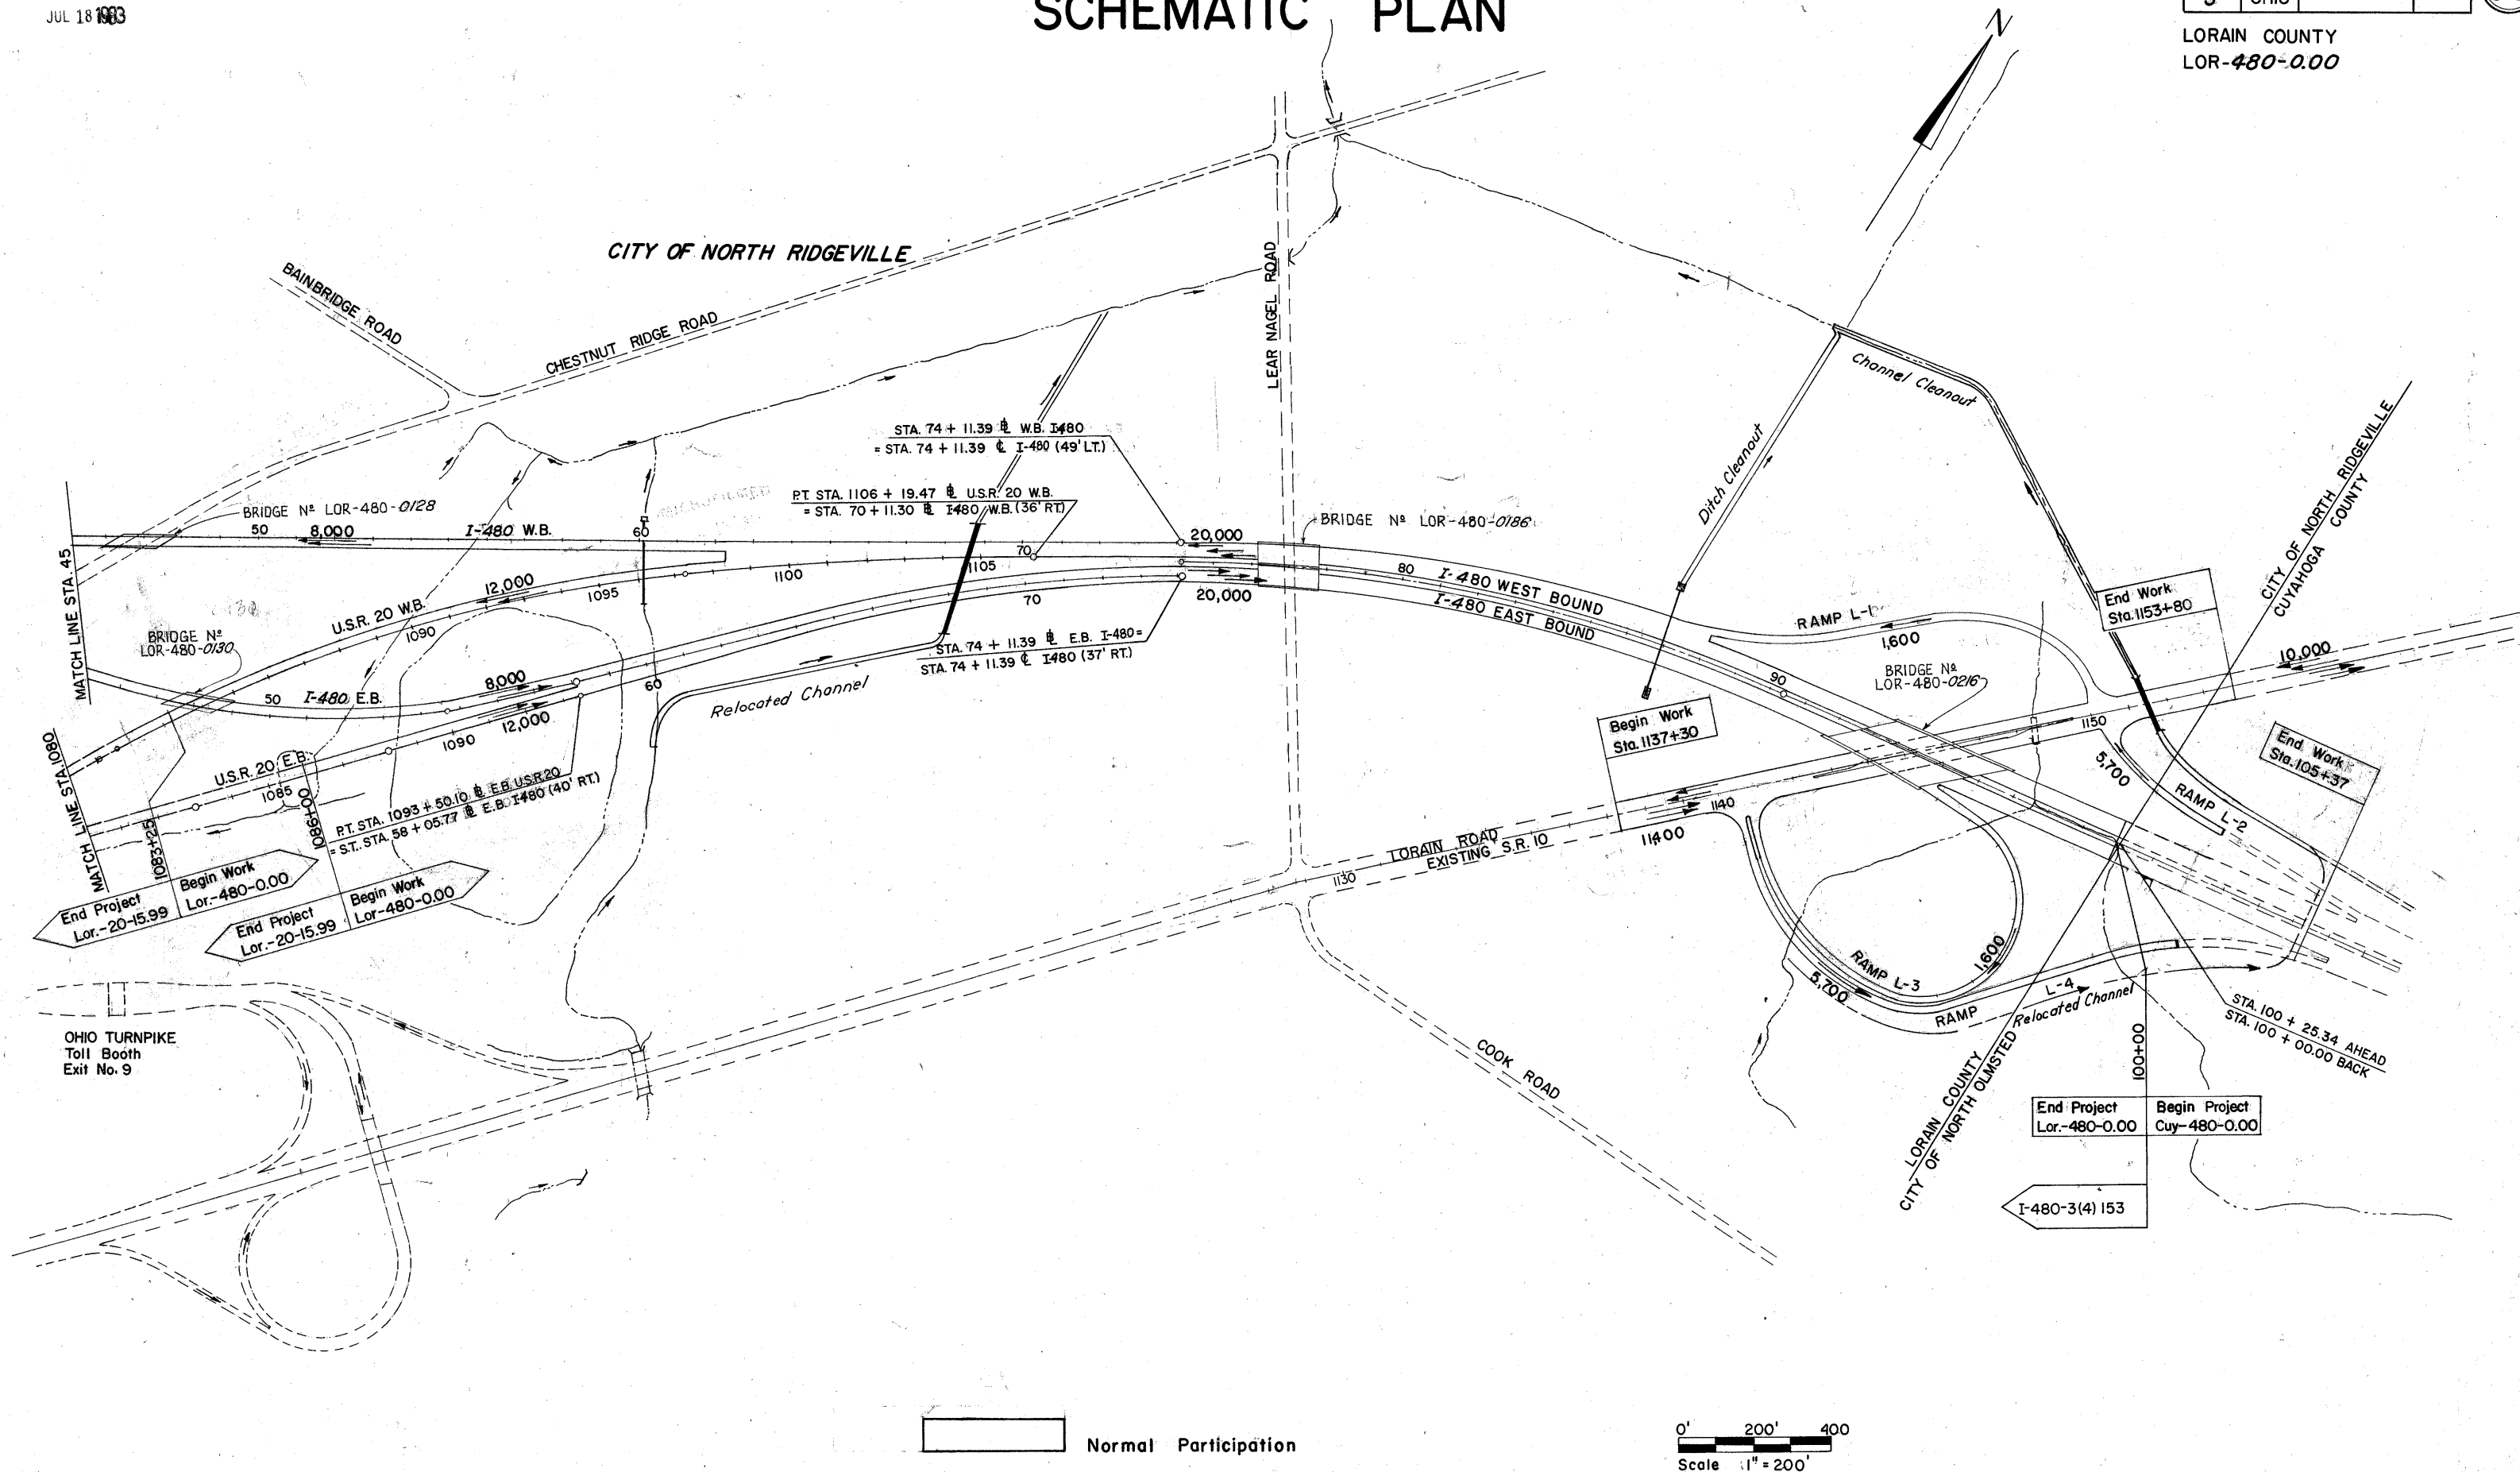 JUL 18 1983
SCHEMATIC PLAN
OHIO
LORAIN COUNTY
LOR-480-0.00
N
CITY OF NORTH RIDGEVILLE
BAINBRIDGE ROAD
CHESTNUT RIDGE ROAD
LEAR NAGEL ROAD
STA. 74 + 11.39 ℄ W.B. I-480
= STA. 74 + 11.39 ℄ I-480 (49' LT.)
P.T. STA. 1106 + 19.47 ℄ U.S.R. 20 W.B.
= STA. 70 + 11.30 ℄ I-480 W.B. (36' RT.)
Channel Cleanout
Ditch Cleanout
CITY OF NORTH RIDGEVILLE
CUYAHOGA COUNTY
BRIDGE Nº LOR-480-0128
50
8,000
I-480 W.B.
60
70
20,000
BRIDGE Nº LOR-480-0186
MATCH LINE STA. 45
12,000
1095
1100
1105
U.S.R. 20 W.B.
1090
70
20,000
80
I-480 WEST BOUND
I-480 EAST BOUND
RAMP L-1
1,600
End Work
Sta. 1153+80
10,000
BRIDGE Nº
LOR-480-0130
STA. 74 + 11.39 ℄ E.B. I-480 =
STA. 74 + 11.39 ℄ I-480 (37' RT.)
50
I-480 E.B.
8,000
60
Relocated Channel
12,000
1090
90
BRIDGE Nº
LOR-480-0216
Begin Work
Sta. 1137+30
1150
End Work
Sta. 105+37
5,700
RAMP L-2
MATCH LINE STA. 1080
U.S.R. 20 E.B.
1085
P.T. STA. 1093 + 50.10 ℄ E.B. U.S.R. 20
= S.T. STA. 58 + 05.77 ℄ E.B. I-480 (40' RT.)
1083+25
1086+00
1140
11,400
LORAIN ROAD
EXISTING S.R. 10
1130
End Project
Lor.-20-15.99
Begin Work
Lor.-480-0.00
End Project
Lor.-20-15.99
Begin Work
Lor-480-0.00
RAMP L-3
1,600
5,700
RAMP L-4
Relocated Channel
STA. 100 + 25.34 AHEAD
STA. 100 + 00.00 BACK
OHIO TURNPIKE
Toll Booth
Exit No. 9
COOK ROAD
LORAIN COUNTY
CITY OF NORTH OLMSTED
100+00
End Project
Lor.-480-0.00
Begin Project
Cuy-480-0.00
I-480-3(4) 153
Normal Participation
0' 200' 400
Scale 1" = 200'